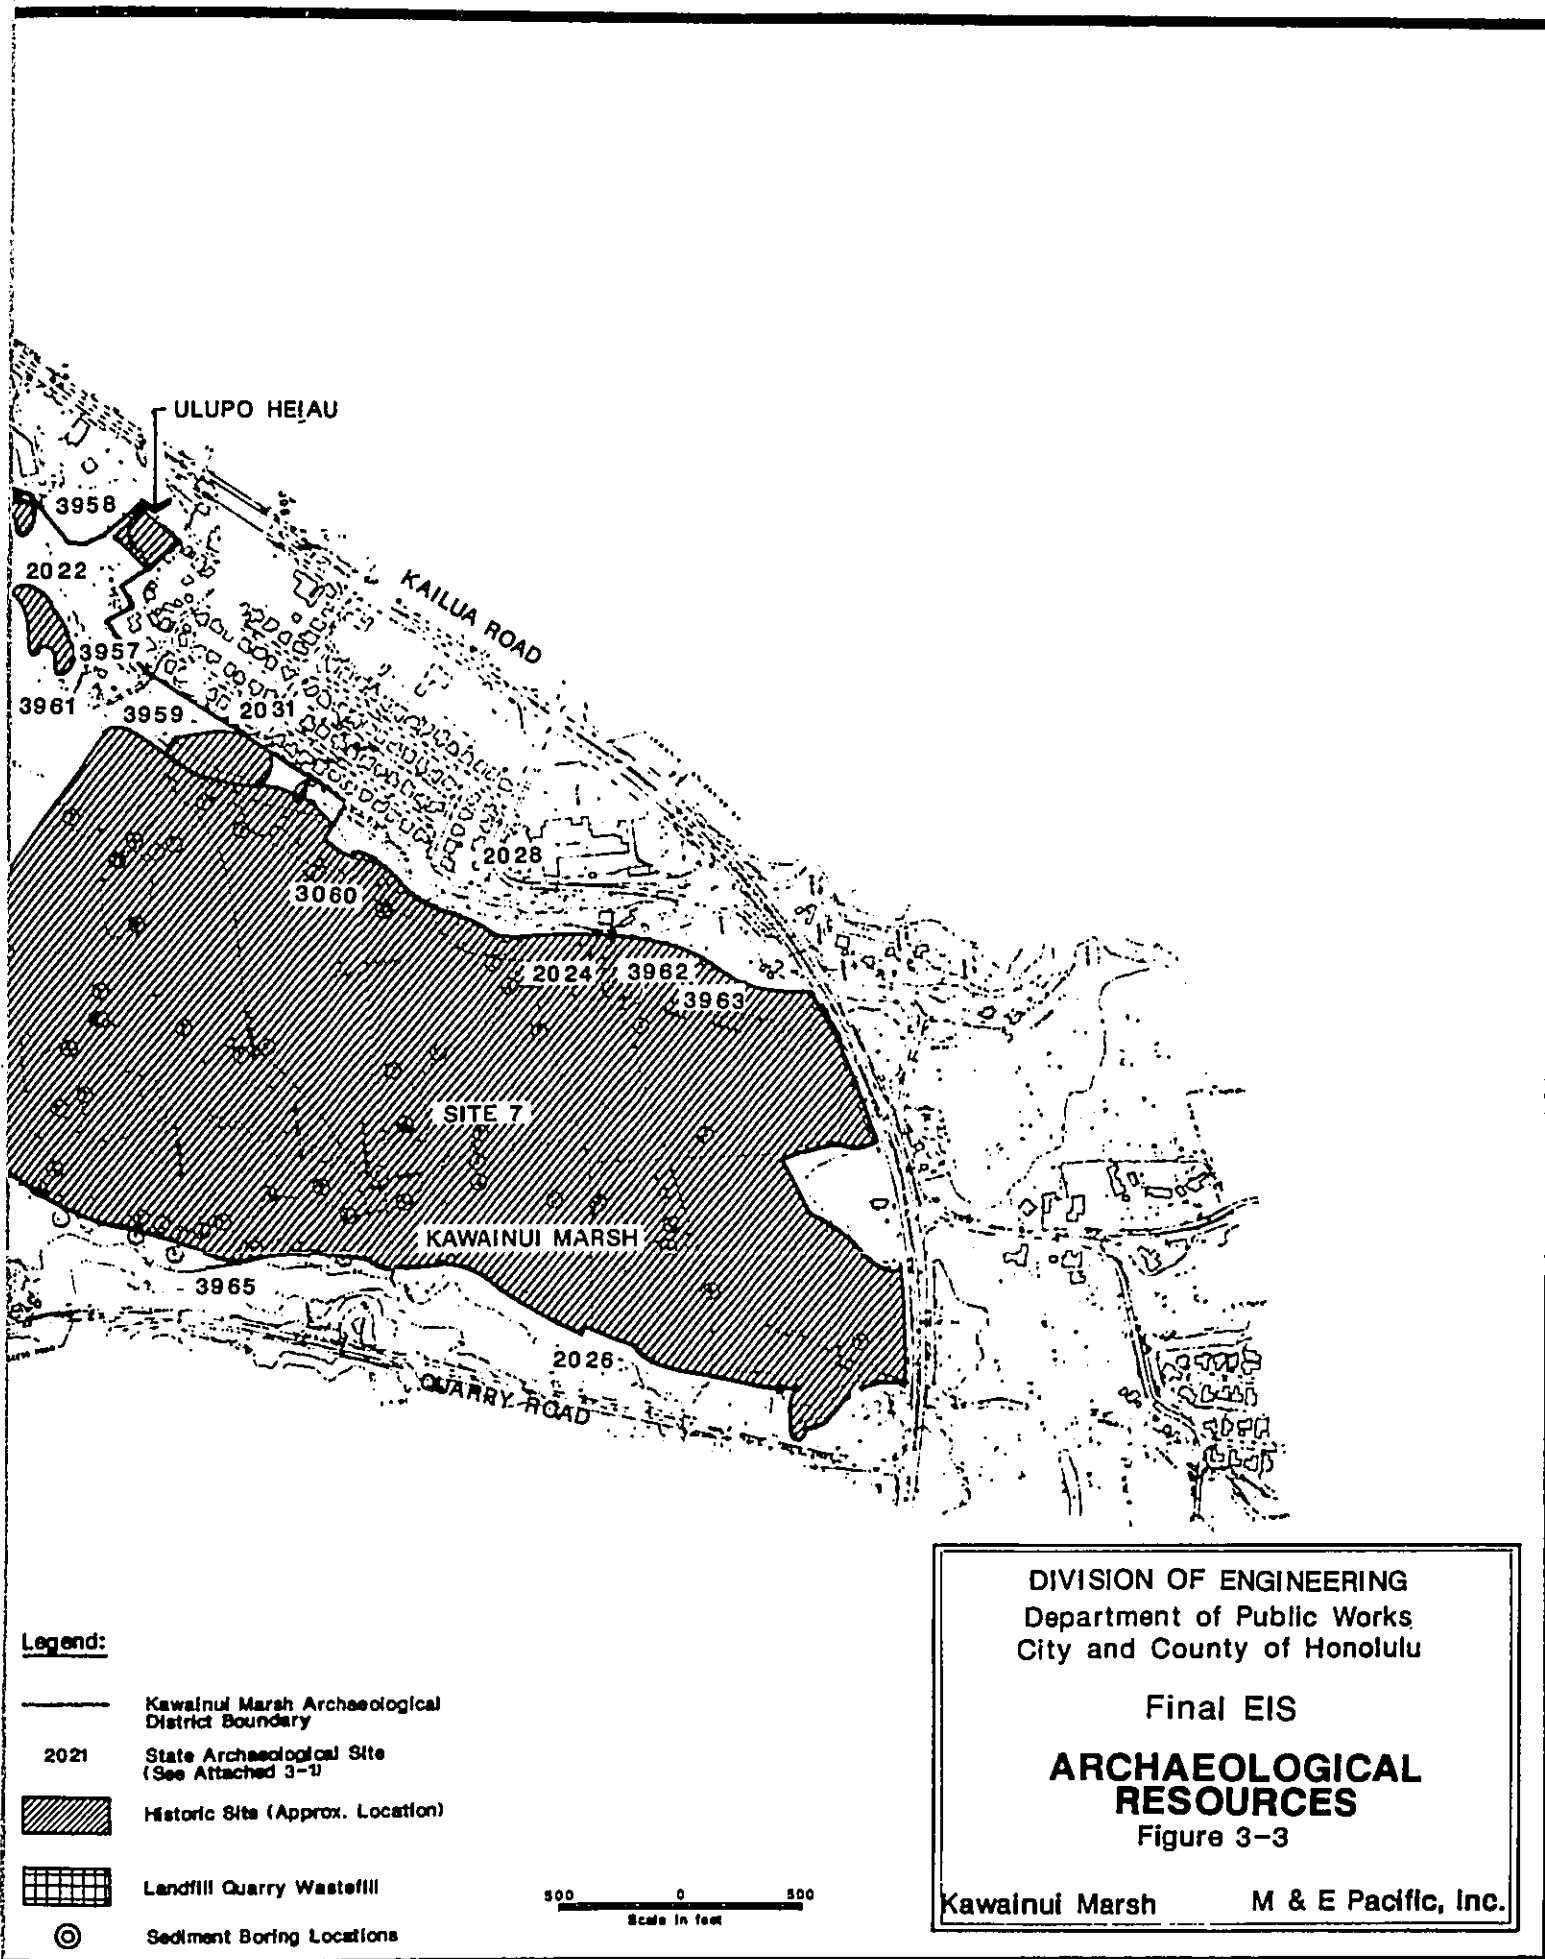 ULUPO HEIAU
3958
2022
KAILUA ROAD
3957
3961
3959
2031
2028
3060
2024
3962
3963
SITE 7
KAWAINUI MARSH
3965
2026
QUARRY ROAD
Legend:
Kawainui Marsh Archaeological
District Boundary
2021
State Archaeological Site
(See Attached 3-1)
Historic Site (Approx. Location)
Landfill Quarry Wastefill
Sediment Boring Locations
500 0 500
Scale in feet
DIVISION OF ENGINEERING
Department of Public Works
City and County of Honolulu
Final EIS
ARCHAEOLOGICAL
RESOURCES
Figure 3-3
Kawainui Marsh M & E Pacific, Inc.